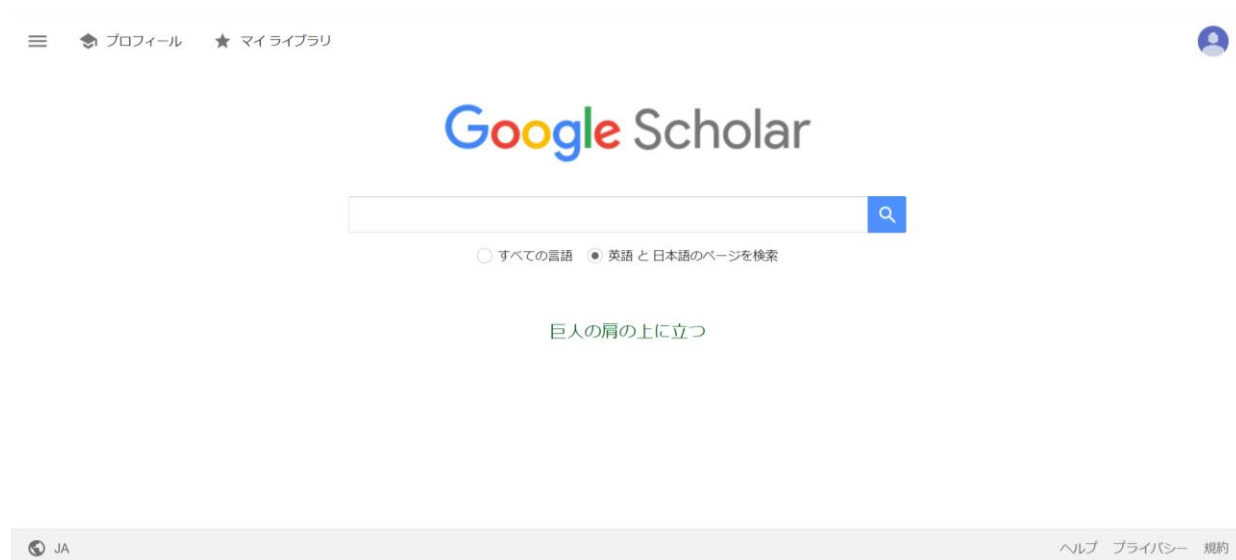 プロフィール マイ ライブラリ
Google Scholar
すべての言語 英語 と 日本語のページを検索
巨人の肩の上に立つ
JA ヘルプ プライバシー 規約